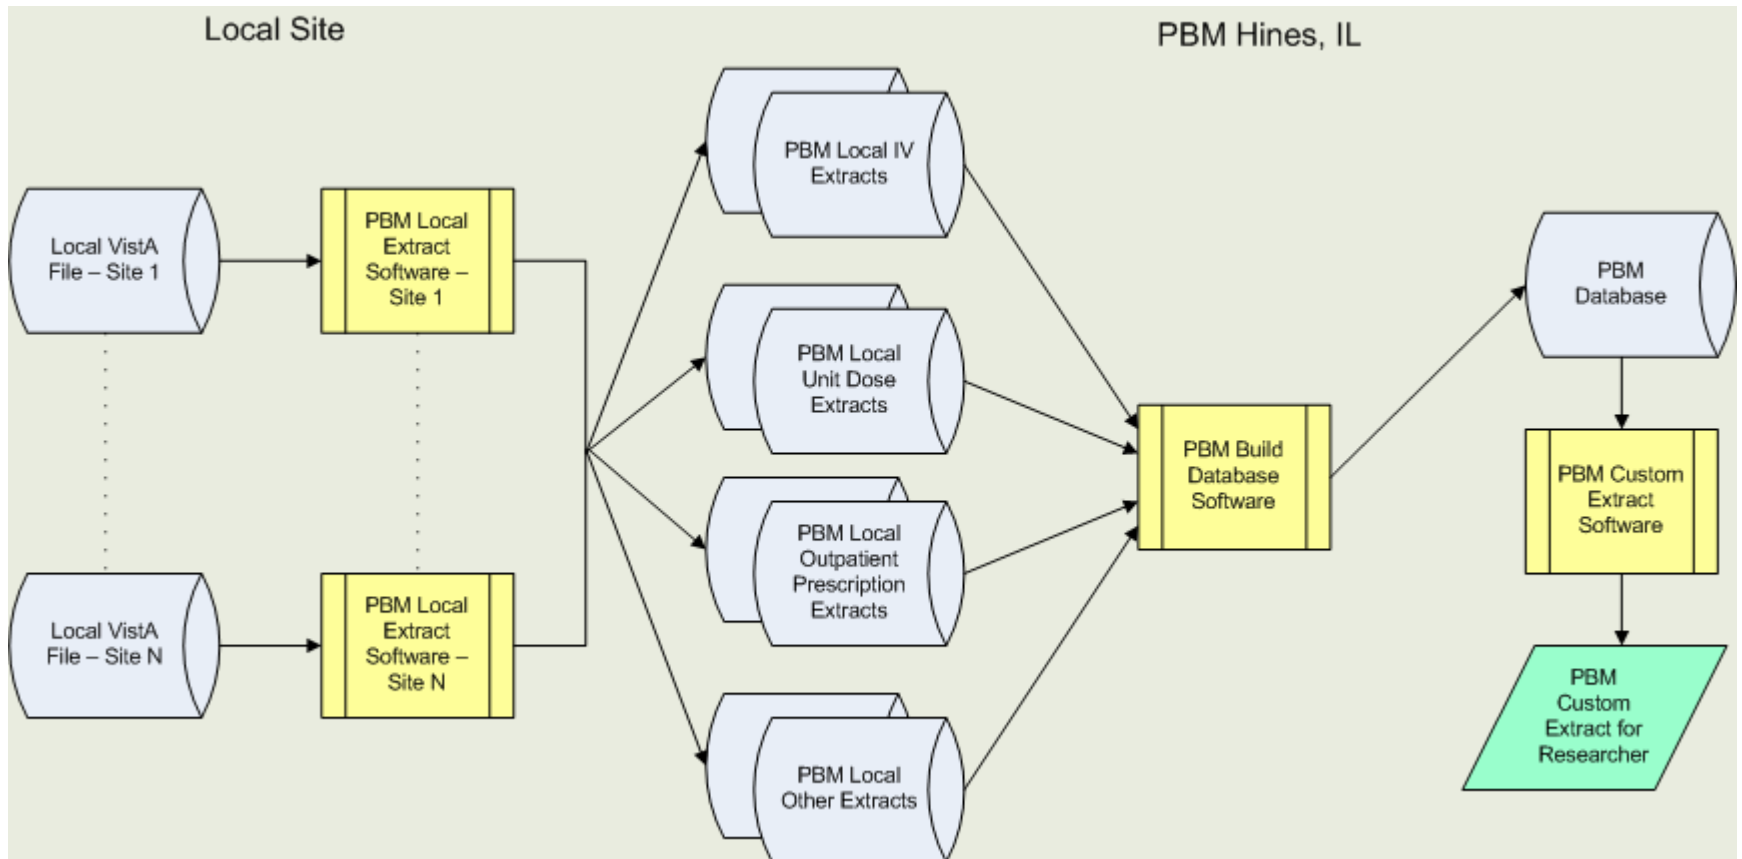 Local Site
PBM Hines, IL
Local VistA
File – Site 1
PBM Local
Extract
Software –
Site 1
Local VistA
File – Site N
PBM Local
Extract
Software –
Site N
PBM Local IV
Extracts
PBM Local
Unit Dose
Extracts
PBM Local
Outpatient
Prescription
Extracts
PBM Local
Other Extracts
PBM Build
Database
Software
PBM
Database
PBM Custom
Extract
Software
PBM
Custom
Extract for
Researcher